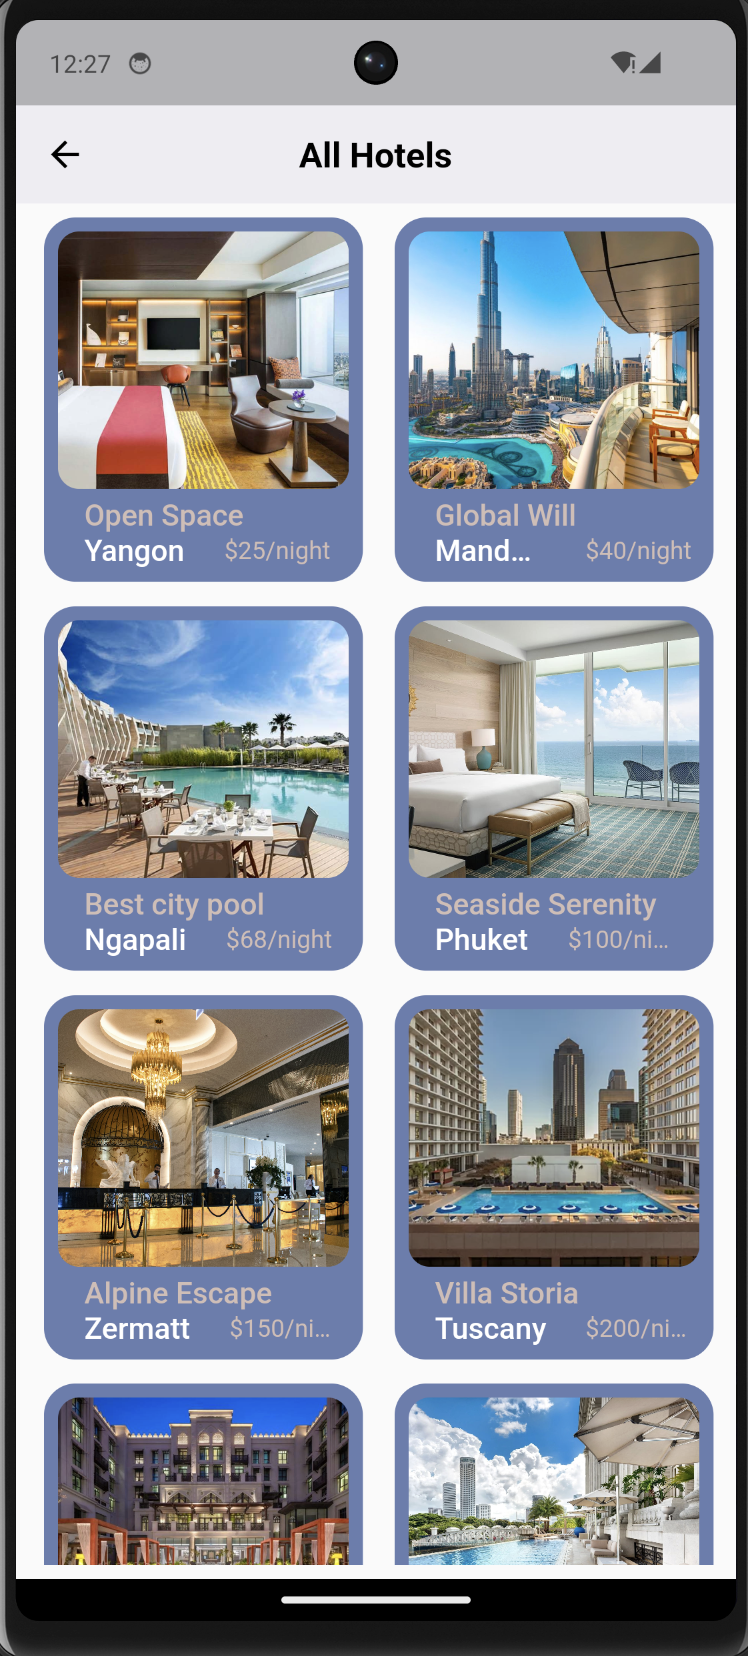 12:27
All Hotels
Open Space
Yangon $25/night
Global Will
Mand... $40/night
Best city pool
Ngapali $68/night
Seaside Serenity
Phuket $100/ni...
Alpine Escape
Zermatt $150/ni...
Villa Storia
Tuscany $200/ni...